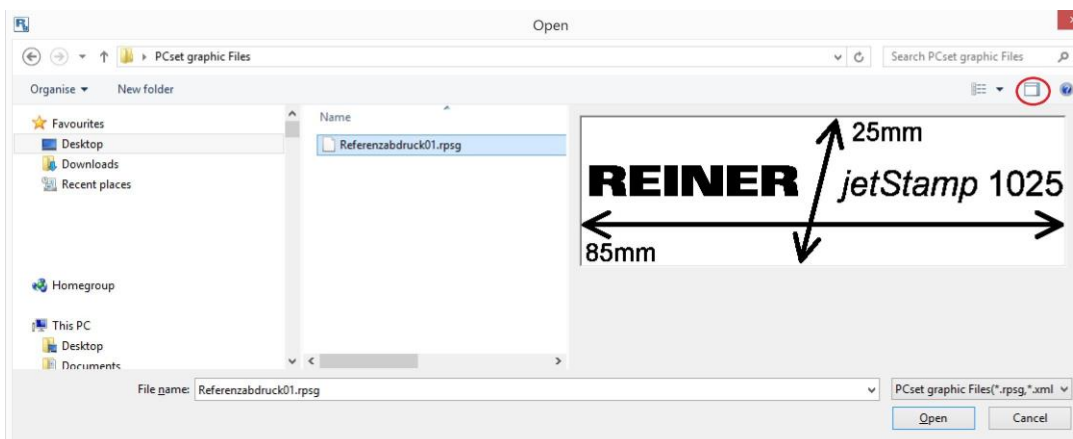 Open
PCset graphic Files
Search PCset graphic Files
Organise
New folder
Favourites
Desktop
Downloads
Recent places
Homegroup
This PC
Desktop
Documents
Name
Referenzabdruck01.rpsg
25mm
REINER jetStamp 1025
85mm
File name: Referenzabdruck01.rpsg
PCset graphic Files(*.rpsg,*.xml
Open
Cancel